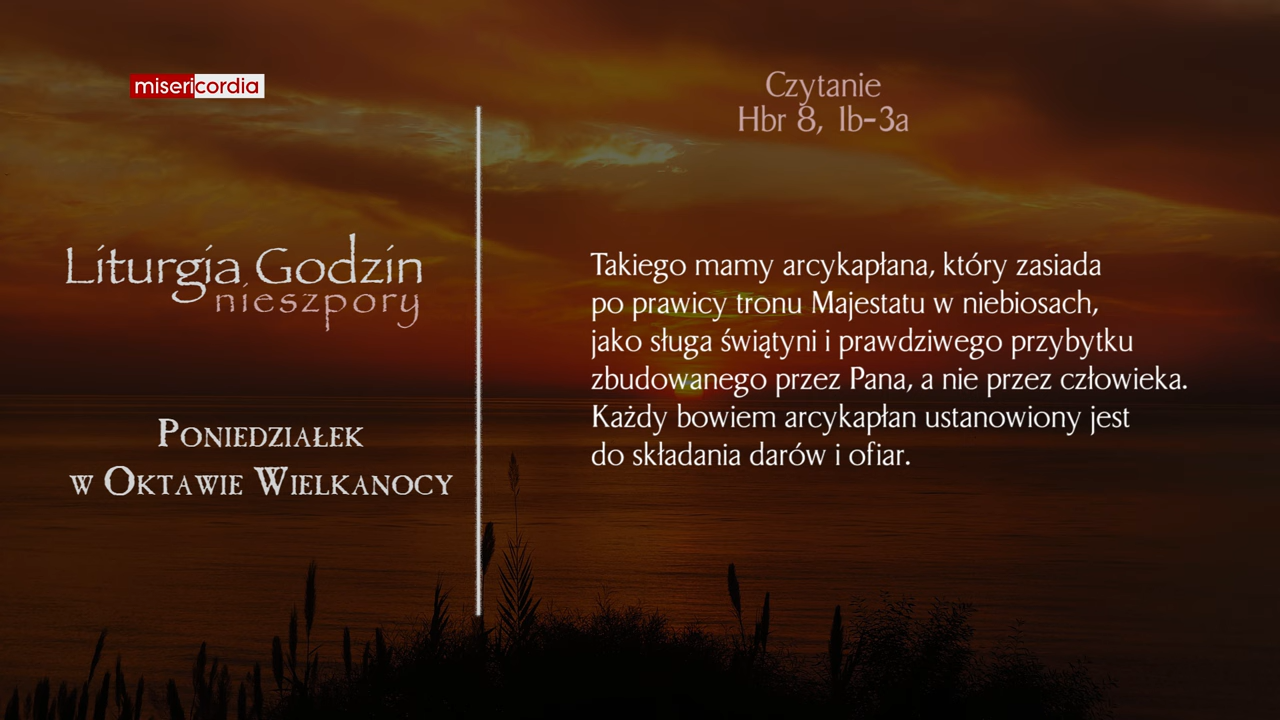 misericordia
Liturgia Godzin
nieszpory
Poniedziałek
w Oktawie Wielkanocy
Czytanie
Hbr 8, 1b-3a
Takiego mamy arcykapłana, który zasiada
po prawicy tronu Majestatu w niebiosach,
jako sługa świątyni i prawdziwego przybytku
zbudowanego przez Pana, a nie przez człowieka.
Każdy bowiem arcykapłan ustanowiony jest
do składania darów i ofiar.